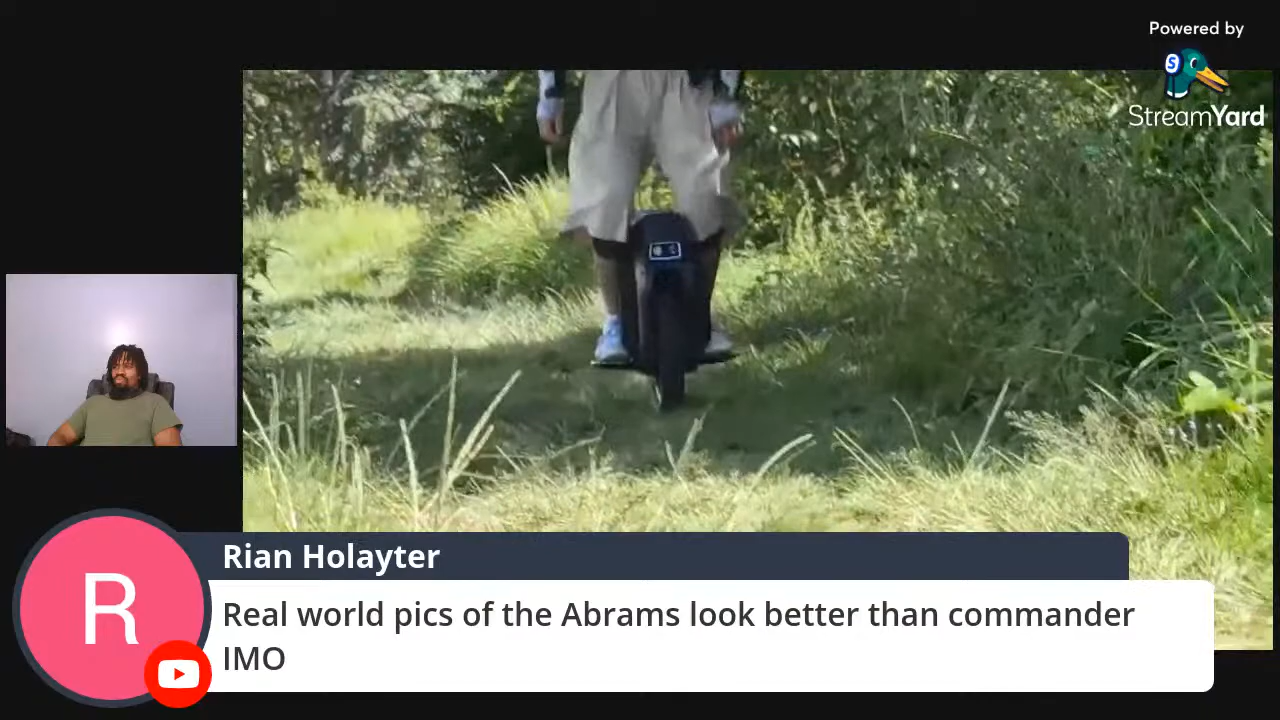 Powered by
StreamYard
Rian Holayter
Real world pics of the Abrams look better than commander
IMO
R